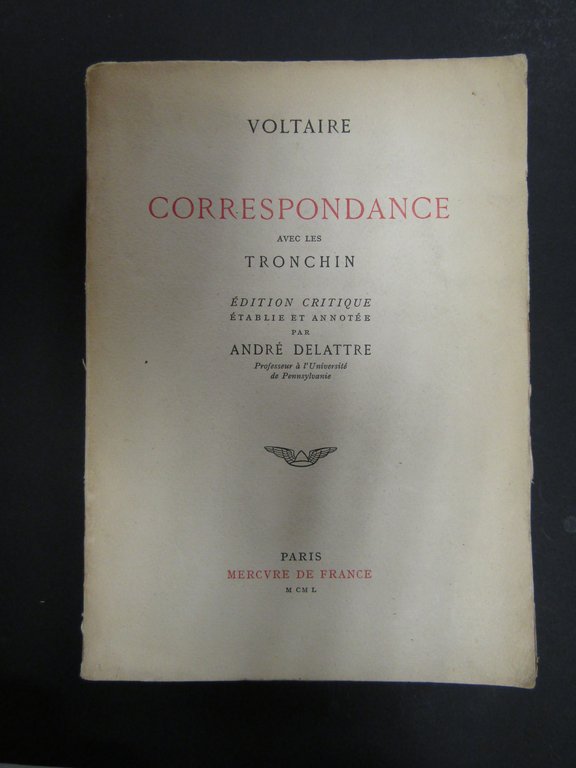 VOLTAIRE
CORRESPONDANCE
AVEC LES
TRONCHIN
ÉDITION CRITIQUE
ÉTABLIE ET ANNOTÉE
PAR
ANDRÉ DELATTRE
Professeur à l'Université
de Pennsylvanie
PARIS
MERCVRE DE FRANCE
MCML